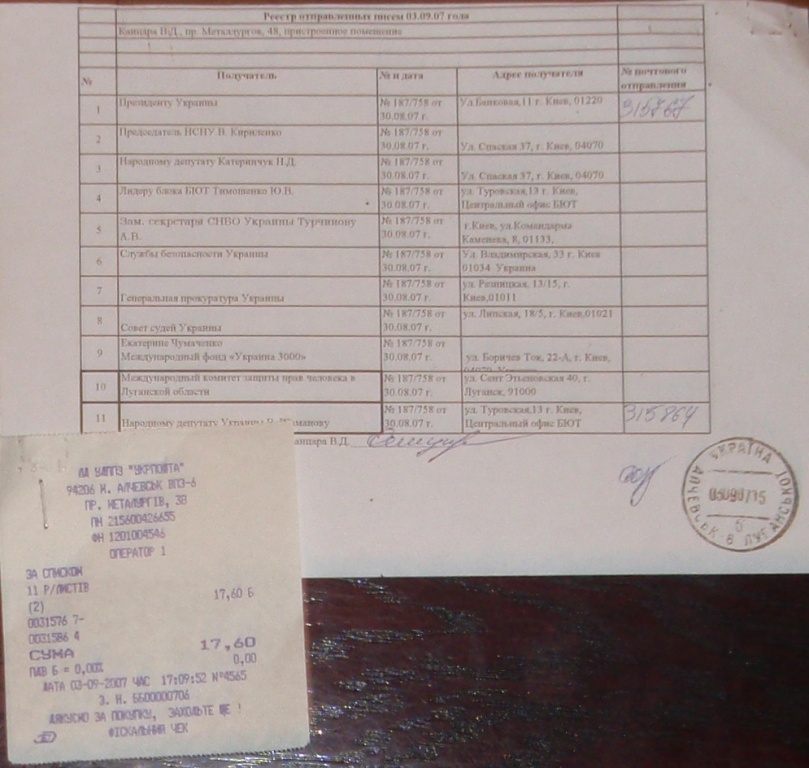 Реестр отправленных писем 03.09.07 года
Канцара В.Д., пр. Металлургов, 48, пристроенное помещение
№ Получатель № и дата Адрес получателя № почтового отправления
1 Президенту Украины № 187/758 от 30.08.07 г. Ул.Банковая,11 г. Киев, 01220 315767
2 Председатель НСНУ В. Кириленко № 187/758 от 30.08.07 г. Ул. Спаская 37, г. Киев, 04070
3 Народному депутату Катеринчук Н.Д. № 187/758 от 30.08.07 г. Ул. Спаская 37, г. Киев, 04070
4 Лидеру блока БЮТ Тимошенко Ю.В. № 187/758 от 30.08.07 г. ул. Туровская,13 г. Киев, Центральный офис БЮТ
5 Зам. секретаря СНБО Украины Турчинову А.В. № 187/758 от 30.08.07 г. г.Киев, ул.Командарма Каменева, 8, 01133,
6 Службы безопасности Украины № 187/758 от 30.08.07 г. Ул. Владимирская, 33 г. Киев 01034 Украина
7 Генеральная прокуратура Украины № 187/758 от 30.08.07 г. ул. Резницкая, 13/15, г. Киев,01011
8 Совет судей Украины № 187/758 от 30.08.07 г. ул. Липская, 18/5, г. Киев,01021
9 Екатерине Чумаченко Международный фонд «Украина 3000» № 187/758 от 30.08.07 г. ул. Боричев Ток, 22-А, г. Киев,
10 Международный комитет защиты прав человека в Луганской области № 187/758 от 30.08.07 г. ул. Сент Этьеновская 40, г. Луганск, 91000
11 Народному депутату Украины № 187/758 от 30.08.07 г. ул. Туровская,13 г. Киев, Центральный офис БЮТ 315864
анцара В.Д.
УКРАЇНА
АЛЧЕВСЬК-6 ЛУГАНСЬКОЇ
б
"УКРПОШТА"
94206 М. АЛЧЕВСЬК ВПЗ-6
ПР. МЕТАЛУРГІВ, 38
ПН 215600426655
ФН 1201004546
ОПЕРАТОР 1
ЗА СПИСКОМ
11 Р/ЛИСТІВ 17,60 Б
(2)
0031576 7-
0031586 4
СУМА 17,60
ПДВ Б = 0,00% 0,00
ДАТА 03-09-2007 ЧАС 17:09:52 №4565
З. Н. ББ00000706
ДЯКУЄМО ЗА ПОКУПКУ, ЗАХОДЬТЕ ЩЕ !
ФІСКАЛЬНИЙ ЧЕК